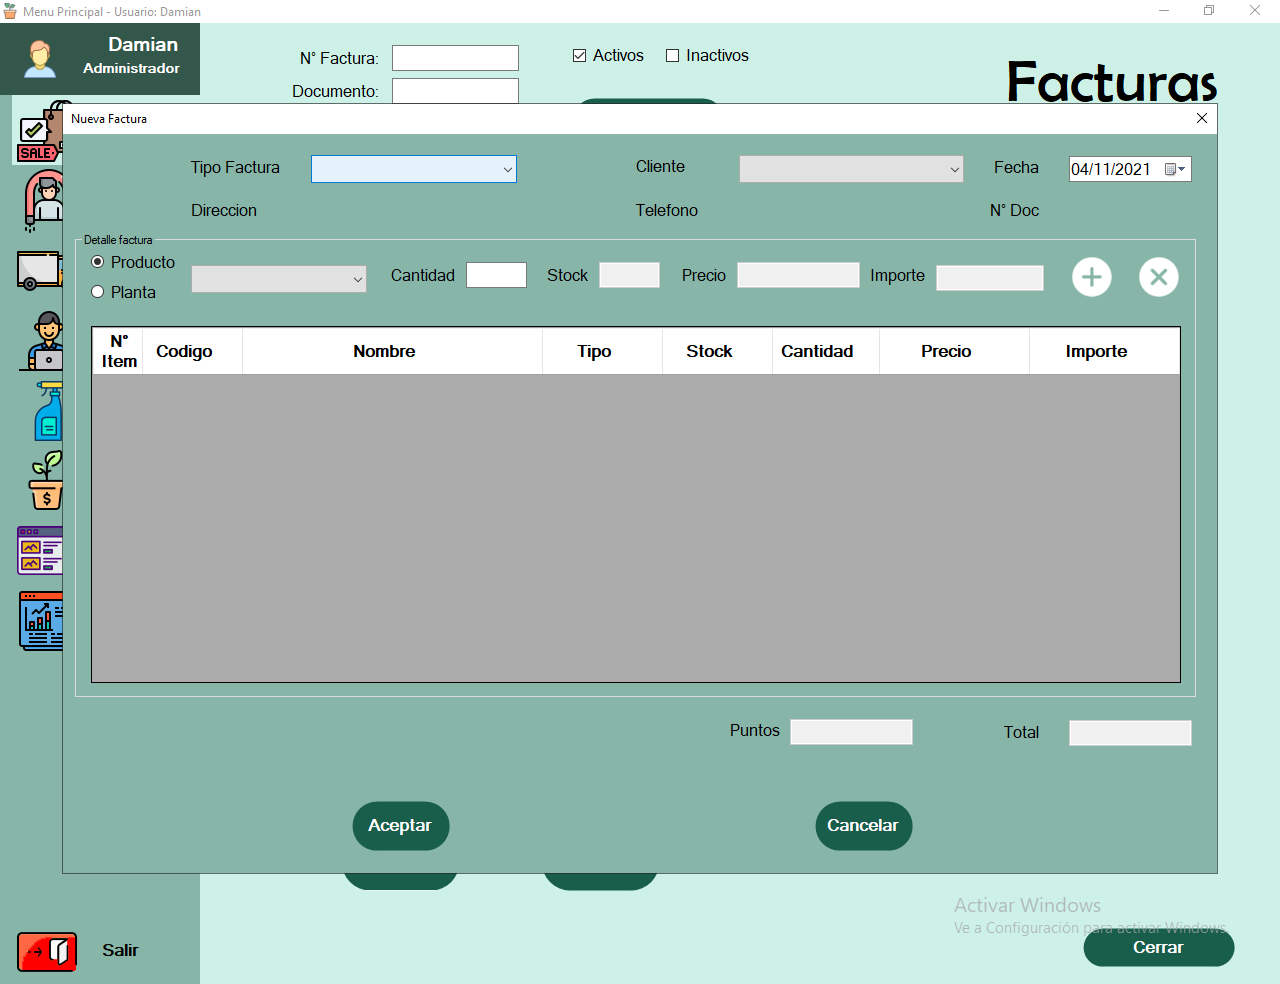 Menu Principal - Usuario: Damian
Damian
Administrador
N° Factura:
Activos
Inactivos
Documento:
Facturas
SALE
Nueva Factura
Tipo Factura
Cliente
Fecha
04/11/2021
Direccion
Telefono
N° Doc
Detalle factura
Producto
Planta
Cantidad
Stock
Precio
Importe
N° Item
Codigo
Nombre
Tipo
Stock
Cantidad
Precio
Importe
Puntos
Total
Aceptar
Cancelar
Activar Windows
Ve a Configuración para activar Windows.
Cerrar
Salir